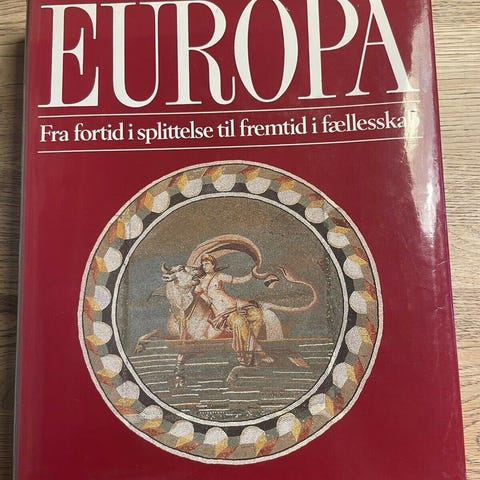 EUROPA
Fra fortid i splittelse til fremtid i fællesskab